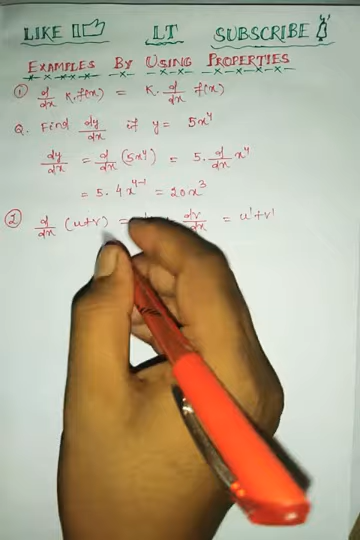 LIKE LT SUBSCRIBE
EXAMPLES BY USING PROPERTIES
① d/dx K.f(x) = K. d/dx f(x)
Q. Find dy/dx if y = 5x⁴
dy/dx = d/dx (5x⁴) = 5. d/dx x⁴
= 5. 4x⁴⁻¹ = 20x³
② d/dx (u+v) = dv/dx = u' + v'